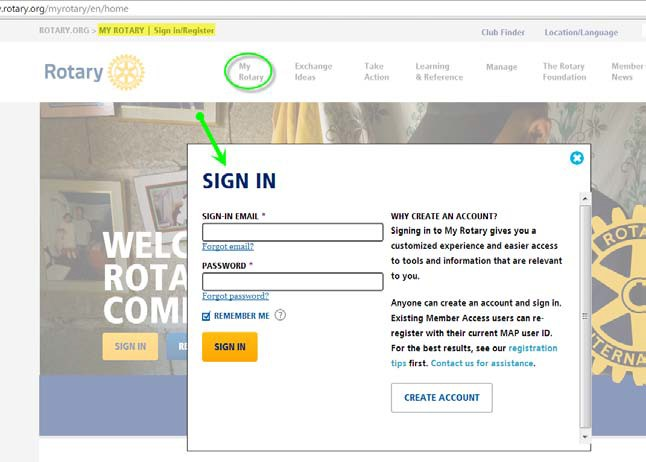 .rotary.org/myrotary/en/home
ROTARY.ORG > MY ROTARY | Sign In/Register
Club Finder Location/Language
Rotary
My
Rotary
Exchange
Ideas
Take
Action
Learning
& Reference
Manage
The Rotary
Foundation
Member
News
WELC
ROTA
COM
SIGN IN
RE
SIGN IN
SIGN-IN EMAIL *
Forgot email?
PASSWORD *
Forgot password?
REMEMBER ME ?
SIGN IN
WHY CREATE AN ACCOUNT?
Signing in to My Rotary gives you a
customized experience and easier access
to tools and information that are relevant
to you.
Anyone can create an account and sign in.
Existing Member Access users can re-
register with their current MAP user ID.
For the best results, see our registration
tips first. Contact us for assistance.
CREATE ACCOUNT
ROTA
INTERNATI